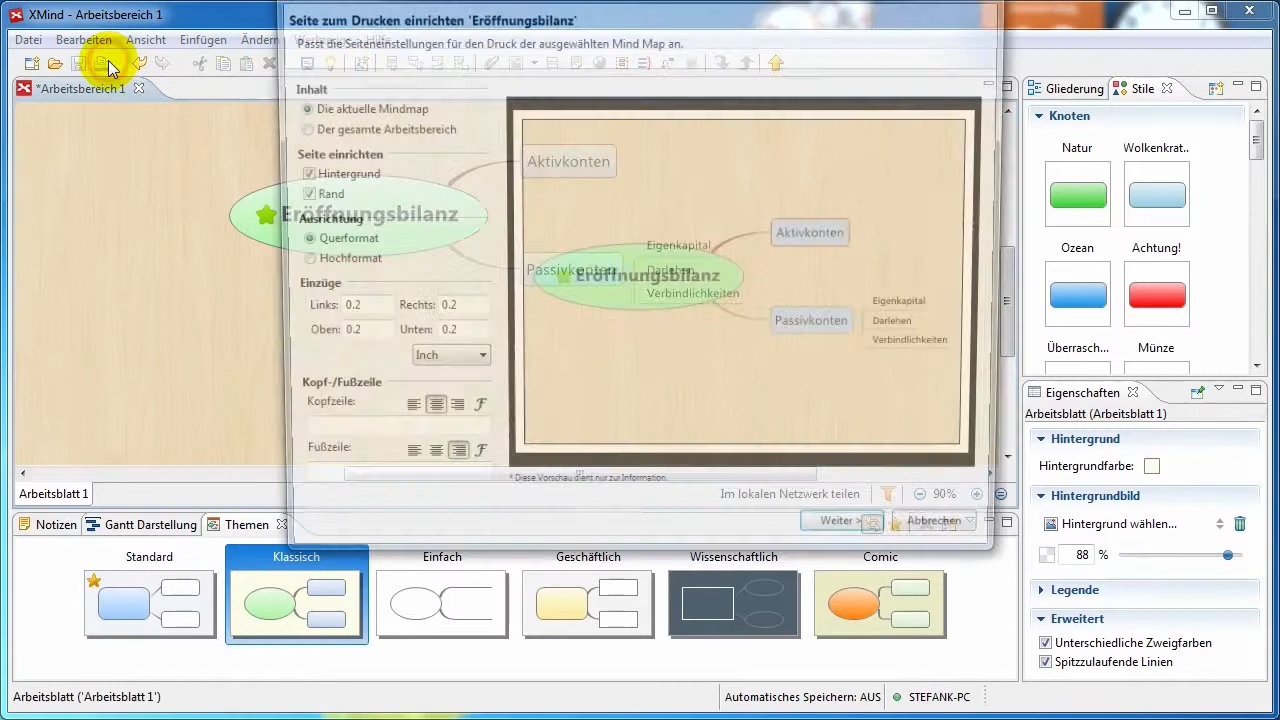 XMind - Arbeitsbereich 1
Datei Bearbeiten Ansicht Einfügen Ändern
*Arbeitsbereich 1
Seite zum Drucken einrichten 'Eröffnungsbilanz'
Passt die Seiteneinstellungen für den Druck der ausgewählten Mind Map an.
Inhalt
Die aktuelle Mindmap
Der gesamte Arbeitsbereich
Seite einrichten
Hintergrund
Rand
Ausrichtung
Querformat
Hochformat
Einzüge
Links: 0.2 Rechts: 0.2
Oben: 0.2 Unten: 0.2
Inch
Kopf-/Fußzeile
Kopfzeile:
Fußzeile:
Eröffnungsbilanz
Aktivkonten
Passivkonten
Eigenkapital
Darlehen
Verbindlichkeiten
Eröffnungsbilanz
Aktivkonten
Passivkonten
Eigenkapital
Darlehen
Verbindlichkeiten
* Diese Vorschau dient nur zur Information.
Weiter > Abbrechen
Im lokalen Netzwerk teilen 90%
Arbeitsblatt 1
Gliederung Stile
Knoten
Natur Wolkenkrat..
Ozean Achtung!
Überrasch... Münze
Eigenschaften
Arbeitsblatt (Arbeitsblatt 1)
Hintergrund
Hintergrundfarbe:
Hintergrundbild
Hintergrund wählen...
88 %
Legende
Erweitert
Unterschiedliche Zweigfarben
Spitzzulaufende Linien
Notizen Gantt Darstellung Themen
Standard Klassisch Einfach Geschäftlich Wissenschaftlich Comic
Arbeitsblatt ('Arbeitsblatt 1') Automatisches Speichern: AUS STEFANK-PC